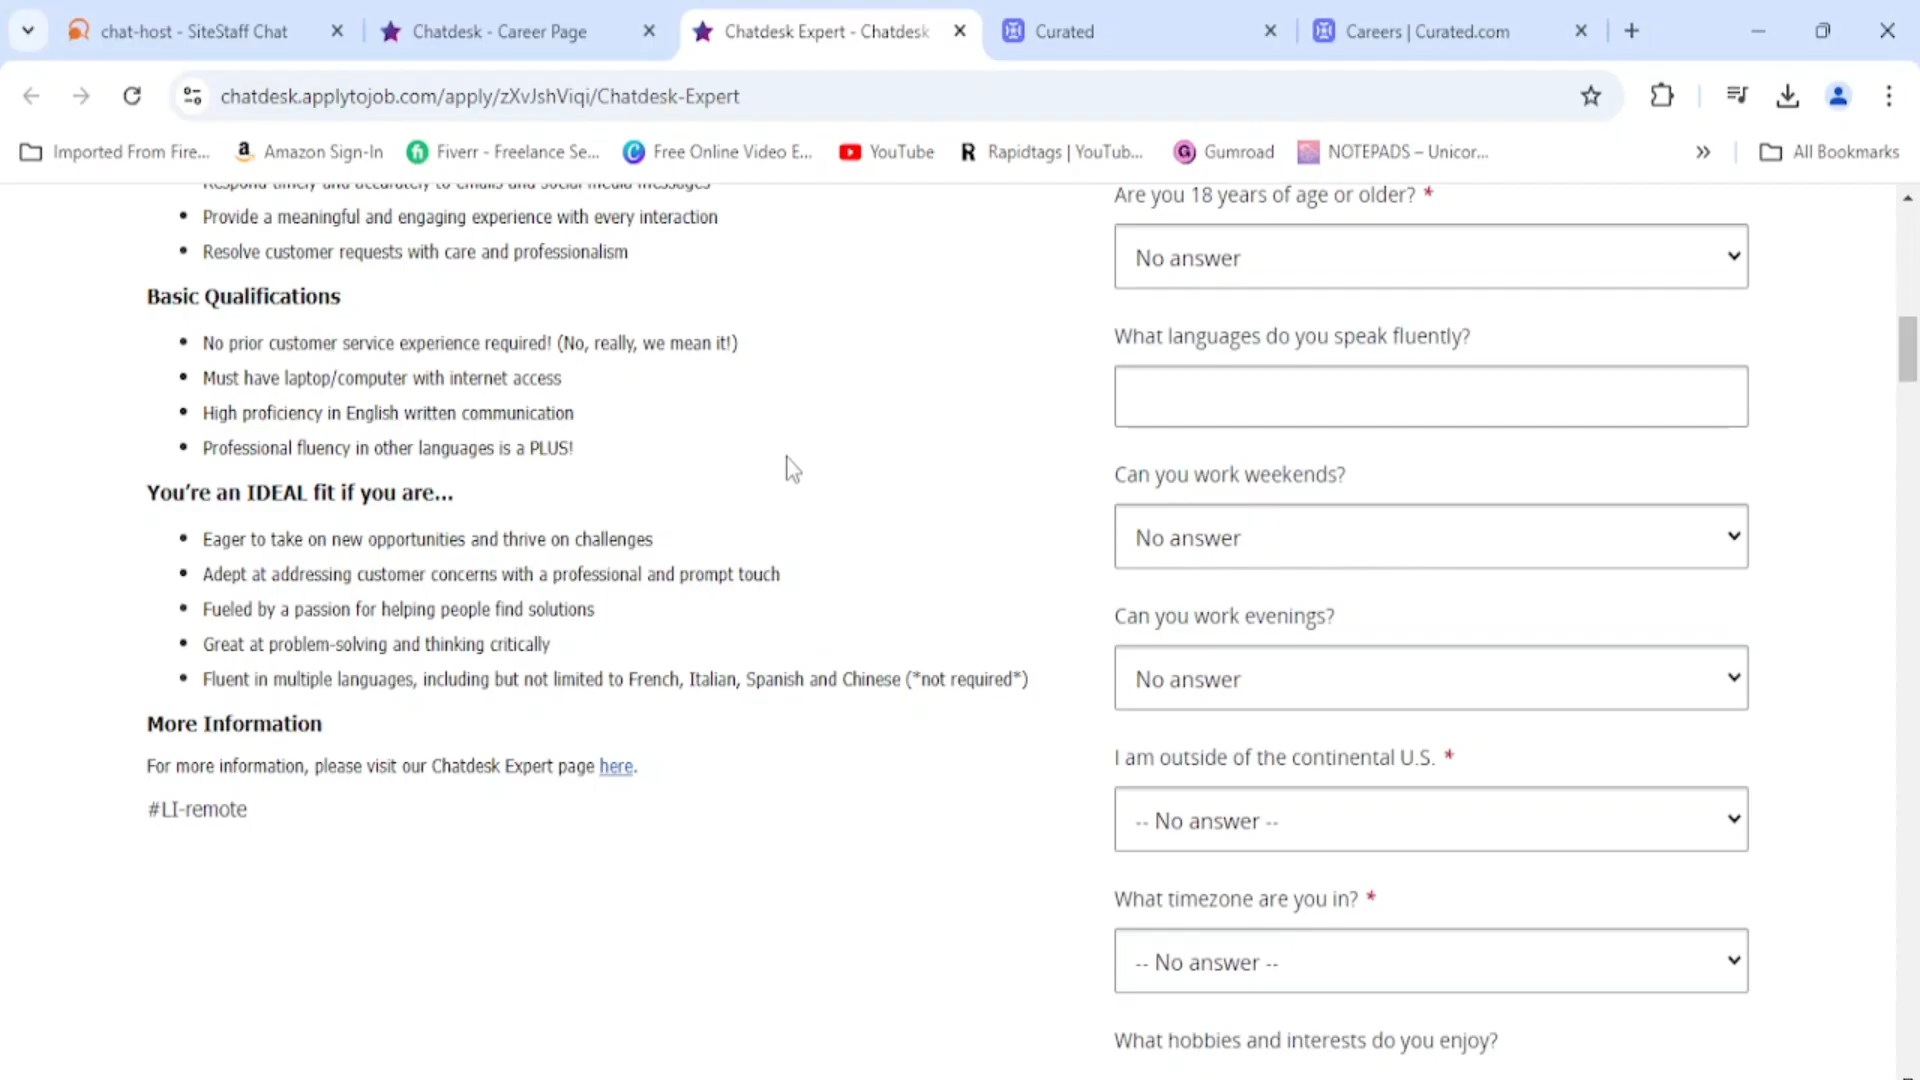 chat-host - SiteStaff Chat
Chatdesk - Career Page
Chatdesk Expert - Chatdesk
Curated
Careers | Curated.com
chatdesk.applytojob.com/apply/zXvJshViqi/Chatdesk-Expert
Imported From Fire...
Amazon Sign-In
Fiverr - Freelance Se...
Free Online Video E...
YouTube
Rapidtags | YouTub...
Gumroad
NOTEPADS – Unicor...
All Bookmarks
Respond timely and accurately to emails and social media messages
• Provide a meaningful and engaging experience with every interaction
• Resolve customer requests with care and professionalism
Basic Qualifications
• No prior customer service experience required! (No, really, we mean it!)
• Must have laptop/computer with internet access
• High proficiency in English written communication
• Professional fluency in other languages is a PLUS!
You’re an IDEAL fit if you are...
• Eager to take on new opportunities and thrive on challenges
• Adept at addressing customer concerns with a professional and prompt touch
• Fueled by a passion for helping people find solutions
• Great at problem-solving and thinking critically
• Fluent in multiple languages, including but not limited to French, Italian, Spanish and Chinese (*not required*)
More Information
For more information, please visit our Chatdesk Expert page here.
#LI-remote
Are you 18 years of age or older? *
No answer
What languages do you speak fluently?
Can you work weekends?
No answer
Can you work evenings?
No answer
I am outside of the continental U.S. *
-- No answer --
What timezone are you in? *
-- No answer --
What hobbies and interests do you enjoy?